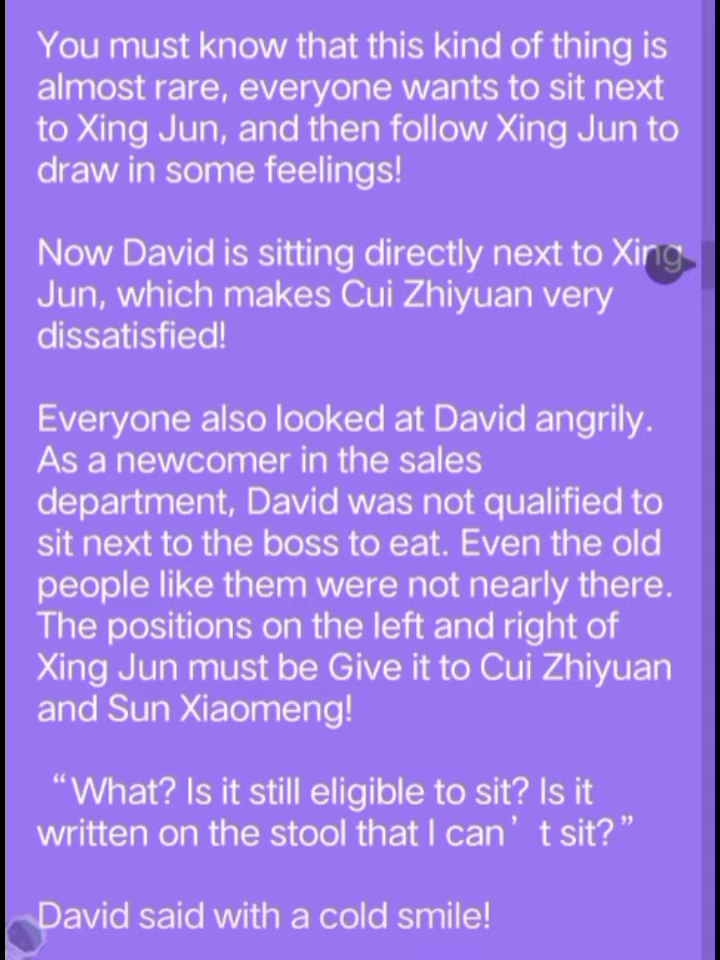 You must know that this kind of thing is
almost rare, everyone wants to sit next
to Xing Jun, and then follow Xing Jun to
draw in some feelings!
Now David is sitting directly next to Xing
Jun, which makes Cui Zhiyuan very
dissatisfied!
Everyone also looked at David angrily.
As a newcomer in the sales
department, David was not qualified to
sit next to the boss to eat. Even the old
people like them were not nearly there.
The positions on the left and right of
Xing Jun must be Give it to Cui Zhiyuan
and Sun Xiaomeng!
“What? Is it still eligible to sit? Is it
written on the stool that I can’ t sit?”
David said with a cold smile!